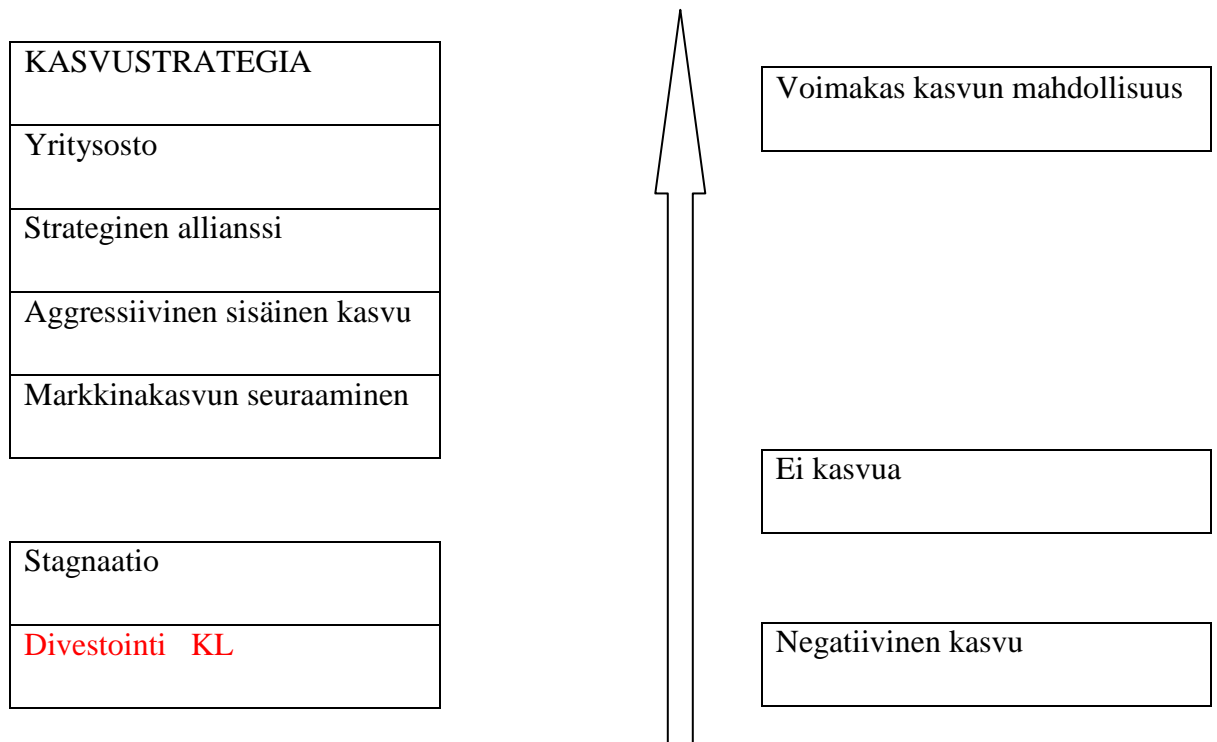 KASVUSTRATEGIA
Yritysosto
Strateginen allianssi
Aggressiivinen sisäinen kasvu
Markkinakasvun seuraaminen
Stagnaatio
Divestointi KL
Voimakas kasvun mahdollisuus
Ei kasvua
Negatiivinen kasvu